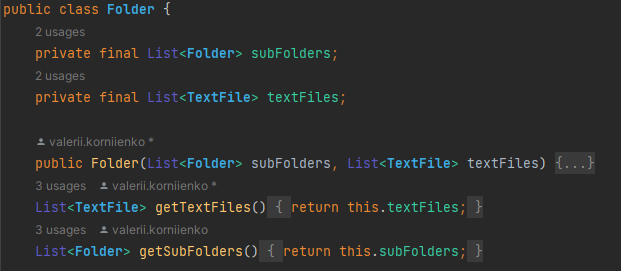 public class Folder {
2 usages
private final List<Folder> subFolders;
2 usages
private final List<TextFile> textFiles;
valerii.korniienko *
public Folder(List<Folder> subFolders, List<TextFile> textFiles) {...}
3 usages valerii.korniienko *
List<TextFile> getTextFiles() { return this.textFiles; }
3 usages valerii.korniienko
List<Folder> getSubFolders() { return this.subFolders; }